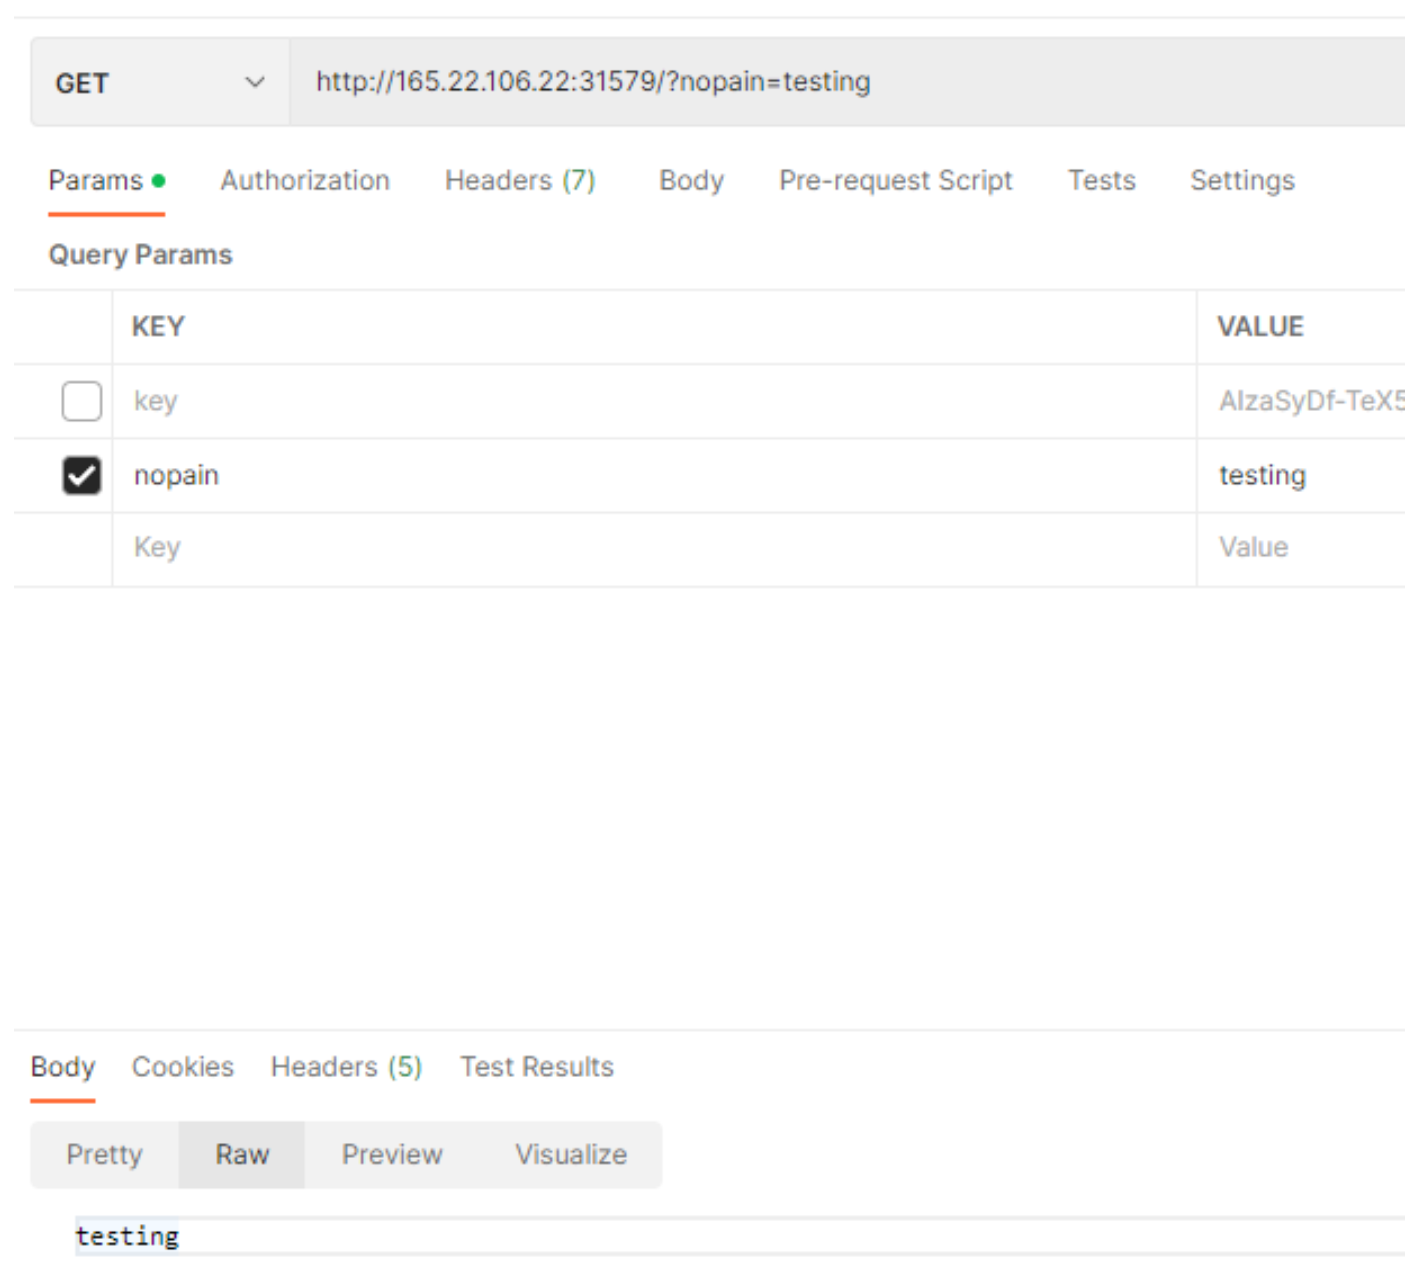 GET http://165.22.106.22:31579/?nopain=testing
Params Authorization Headers (7) Body Pre-request Script Tests Settings
Query Params
KEY VALUE
key AIzaSyDf-TeX5
nopain testing
Key Value
Body Cookies Headers (5) Test Results
Pretty Raw Preview Visualize
testing